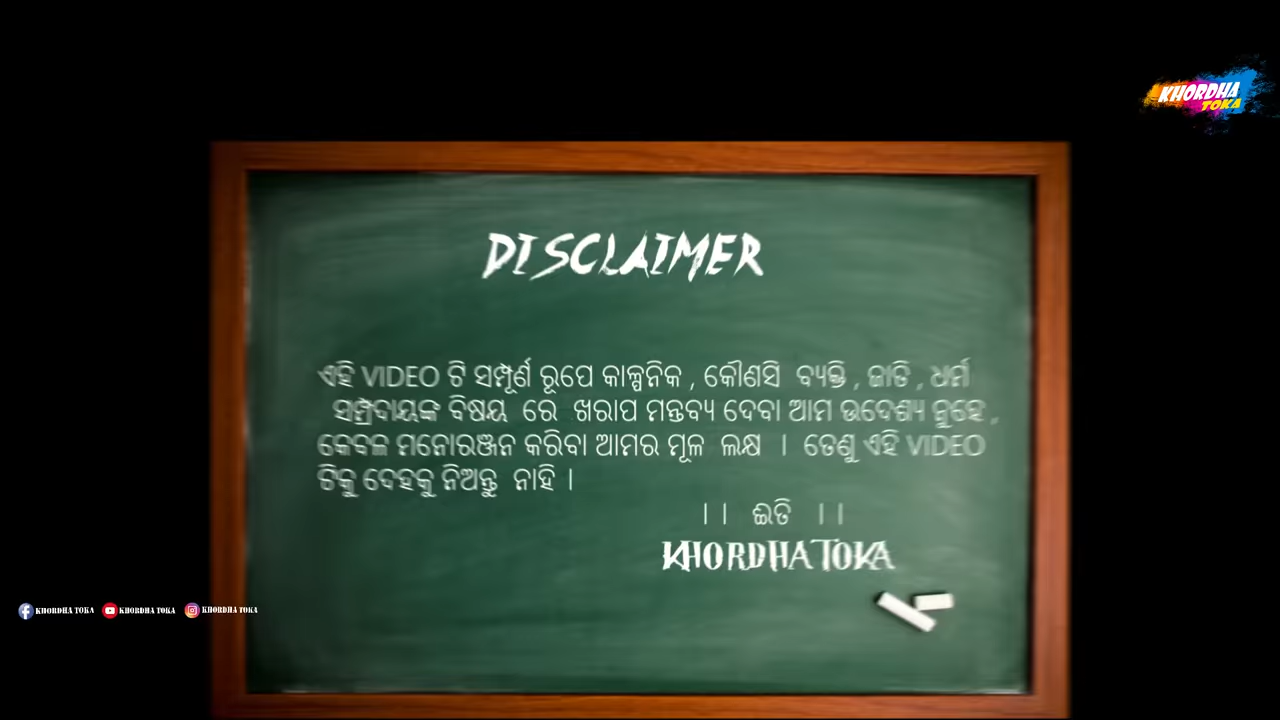 KHORDHA
TOKA
DISCLAIMER
ଏହି VIDEO ଟି ସମ୍ପୂର୍ଣ ରୂପେ କାଳ୍ପନିକ , କୌଣସି ବ୍ୟକ୍ତି , ଜାତି , ଧର୍ମ
ସମ୍ପ୍ରଦାୟଙ୍କ ବିଷୟ ରେ ଖରାପ ମନ୍ତବ୍ୟ ଦେବା ଆମ ଉଦେଶ୍ୟ ନୁହେ ,
କେବଳ ମନୋରଞ୍ଜନ କରିବା ଆମର ମୂଳ ଲକ୍ଷ । ତେଣୁ ଏହି VIDEO
ଟିକୁ ଦେହକୁ ନିଅନ୍ତୁ ନାହି ।
।। ଈତି ।।
KHORDHA TOKA
KHORDHA TOKA KHORDHA TOKA KHORDHA TOKA